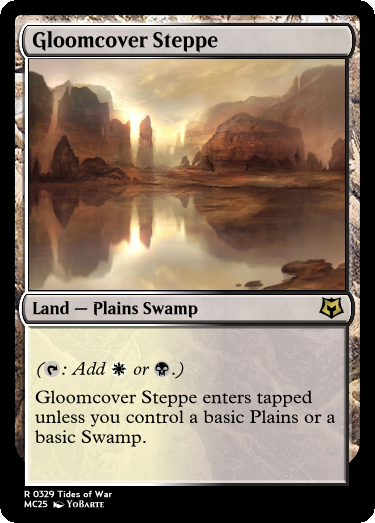 Gloomcover Steppe
Land — Plains Swamp
(: Add or .)
Gloomcover Steppe enters tapped
unless you control a basic Plains or a
basic Swamp.
R 0329 Tides of War
MC25 YoBarte